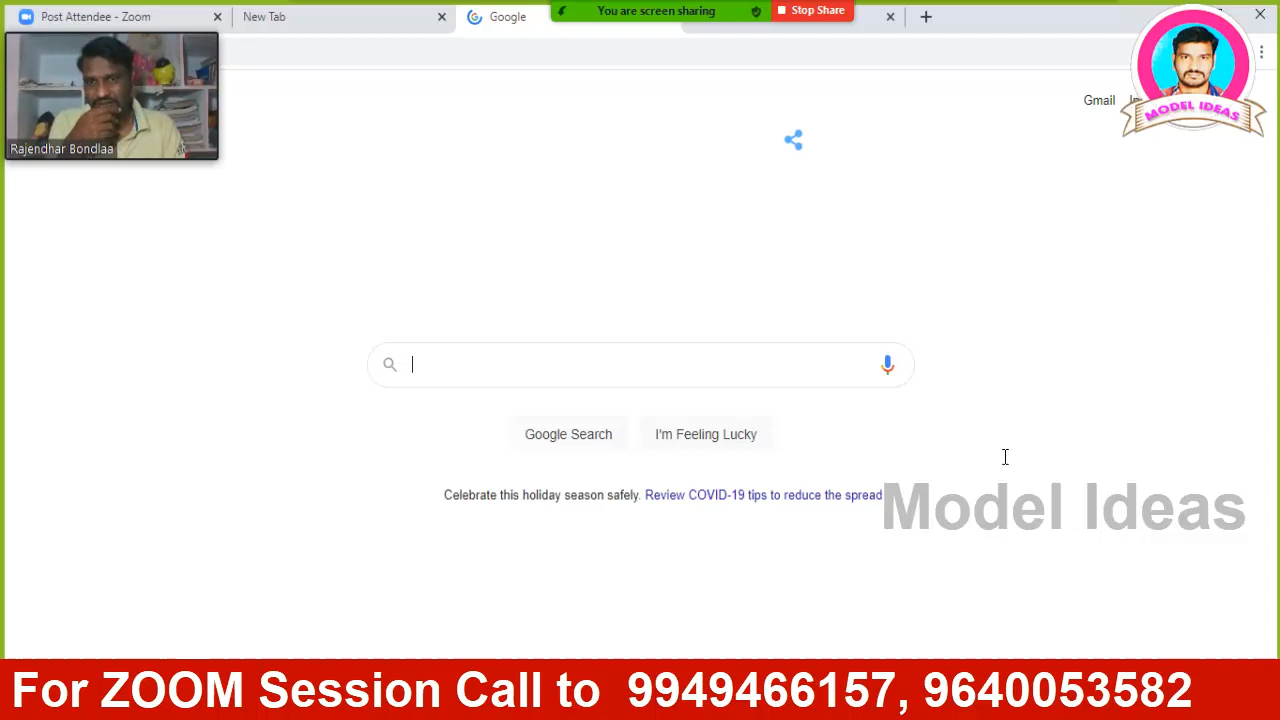 Post Attendee - Zoom
New Tab
Google
You are screen sharing
Stop Share
Rajendhar Bondlaa
Gmail
MODEL IDEAS
Google Search
I'm Feeling Lucky
Celebrate this holiday season safely. Review COVID-19 tips to reduce the spread
Model Ideas
For ZOOM Session Call to 9949466157, 9640053582